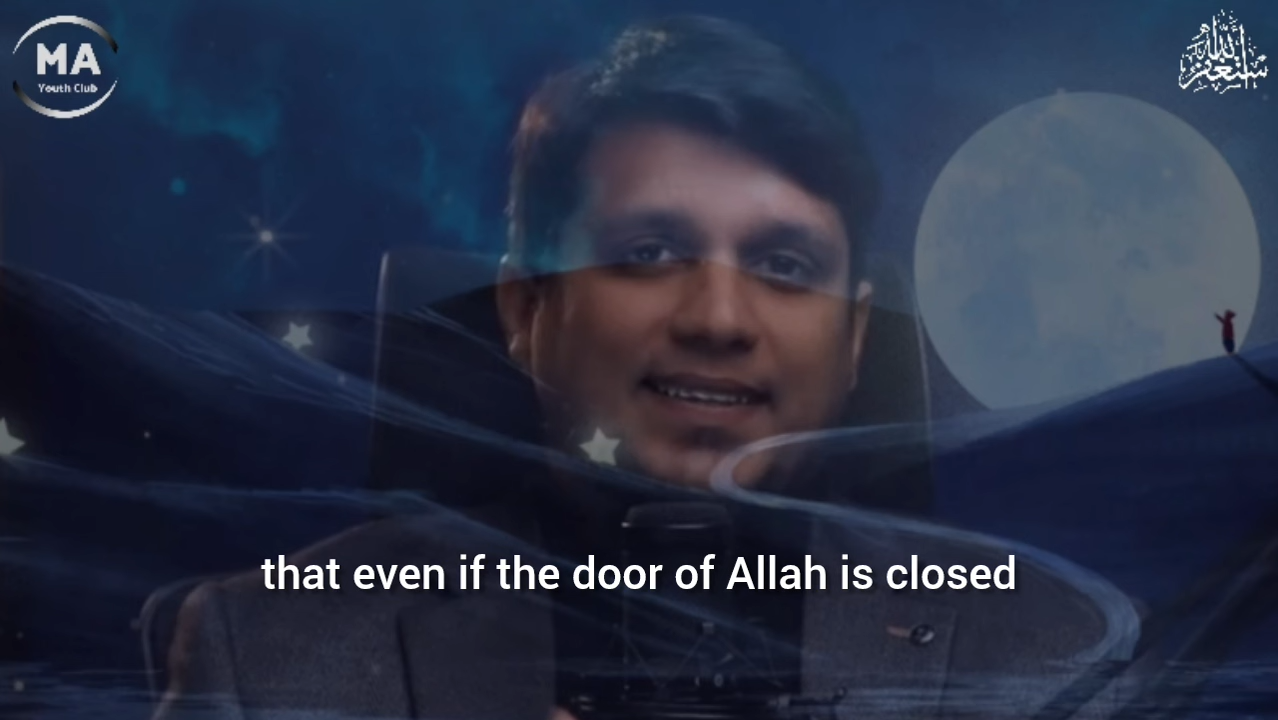 MA
Youth Club
that even if the door of Allah is closed